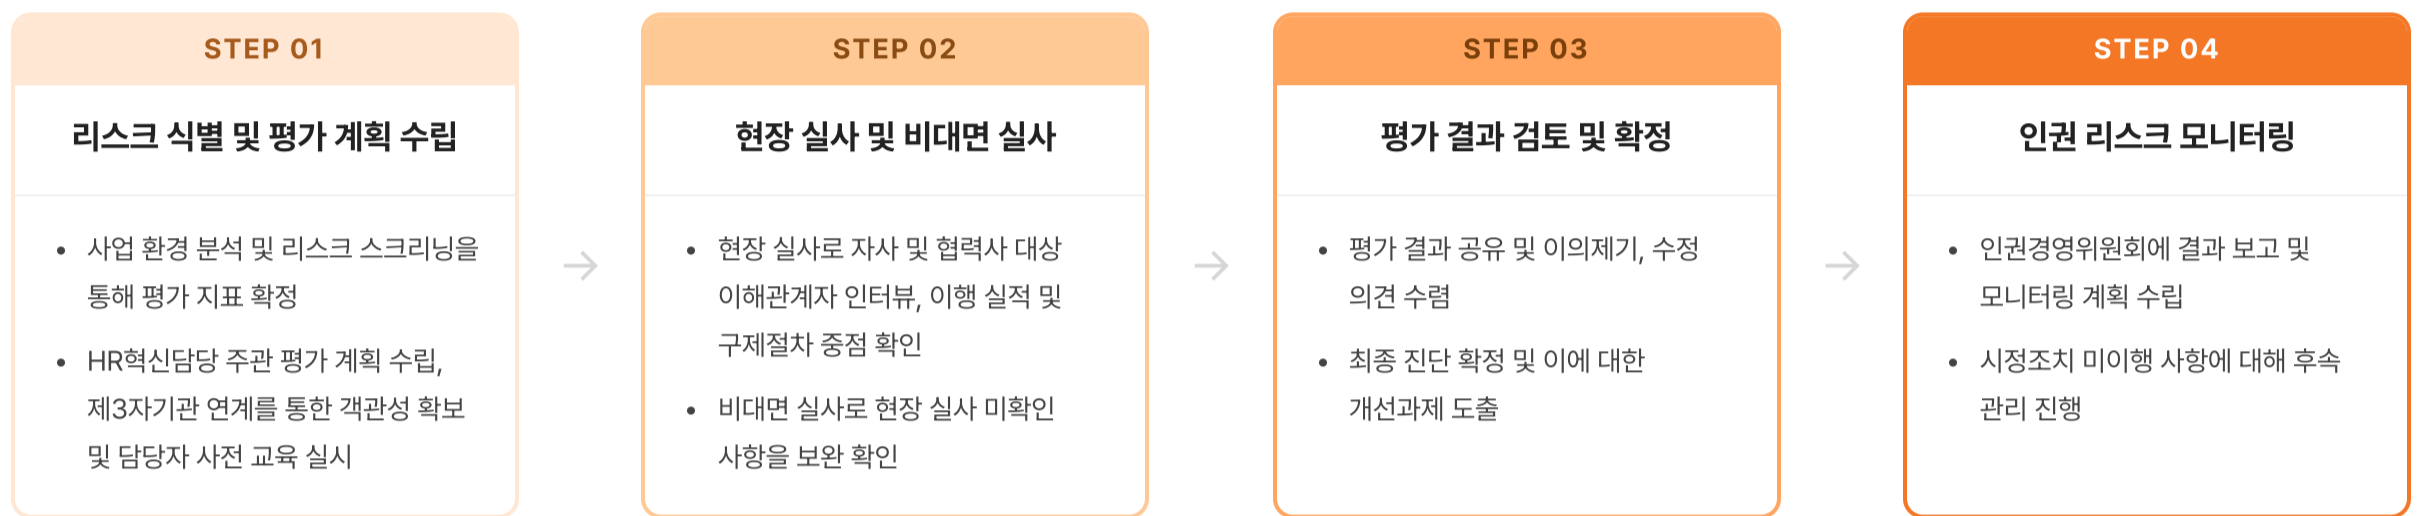 STEP 01
리스크 식별 및 평가 계획 수립
• 사업 환경 분석 및 리스크 스크리닝을
통해 평가 지표 확정
• HR혁신담당 주관 평가 계획 수립,
제3자기관 연계를 통한 객관성 확보
및 담당자 사전 교육 실시
STEP 02
현장 실사 및 비대면 실사
• 현장 실사로 자사 및 협력사 대상
이해관계자 인터뷰, 이행 실적 및
구제절차 중점 확인
• 비대면 실사로 현장 실사 미확인
사항을 보완 확인
STEP 03
평가 결과 검토 및 확정
• 평가 결과 공유 및 이의제기, 수정
의견 수렴
• 최종 진단 확정 및 이에 대한
개선과제 도출
STEP 04
인권 리스크 모니터링
• 인권경영위원회에 결과 보고 및
모니터링 계획 수립
• 시정조치 미이행 사항에 대해 후속
관리 진행